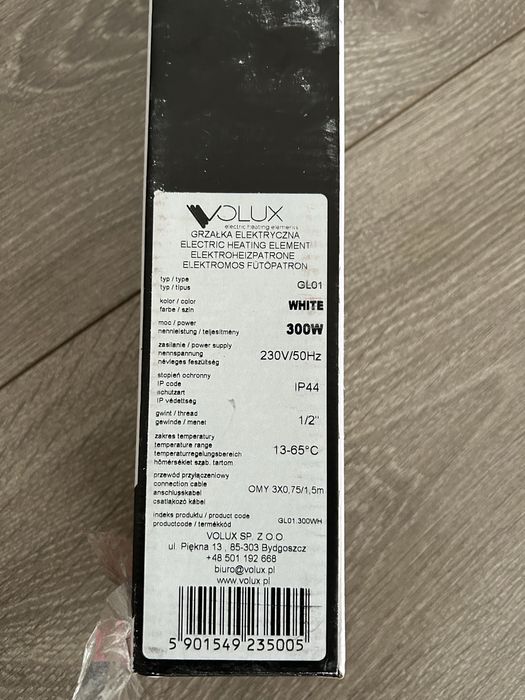 VOLUX
electric heating elements
GRZAŁKA ELEKTRYCZNA
ELECTRIC HEATING ELEMENT
ELEKTROHEIZPATRONE
ELEKTROMOS FŰTŐPATRON
typ / type
typ / típus
GL01
kolor / color
farbe / szín
WHITE
moc / power
nennleistung / teljesítmény
300W
zasilanie / power supply
nennspannung
névleges feszültség
230V/50Hz
stopień ochronny
IP code
schutzart
IP védettség
IP44
gwint / thread
gewinde / menet
1/2"
zakres temperatury
temperature range
temperaturregelungsbereich
hőmérséklet szab. tartom
13-65°C
przewód przyłączeniowy
connection cable
anschlusskabel
csatlakozó kábel
OMY 3X0,75/1,5m
indeks produktu / product code
productcode / termékkód
GL01.300WH
VOLUX SP. Z O.O
ul. Piękna 13 , 85-303 Bydgoszcz
+48 501 192 668
biuro@volux.pl
www.volux.pl
5 901549 235005